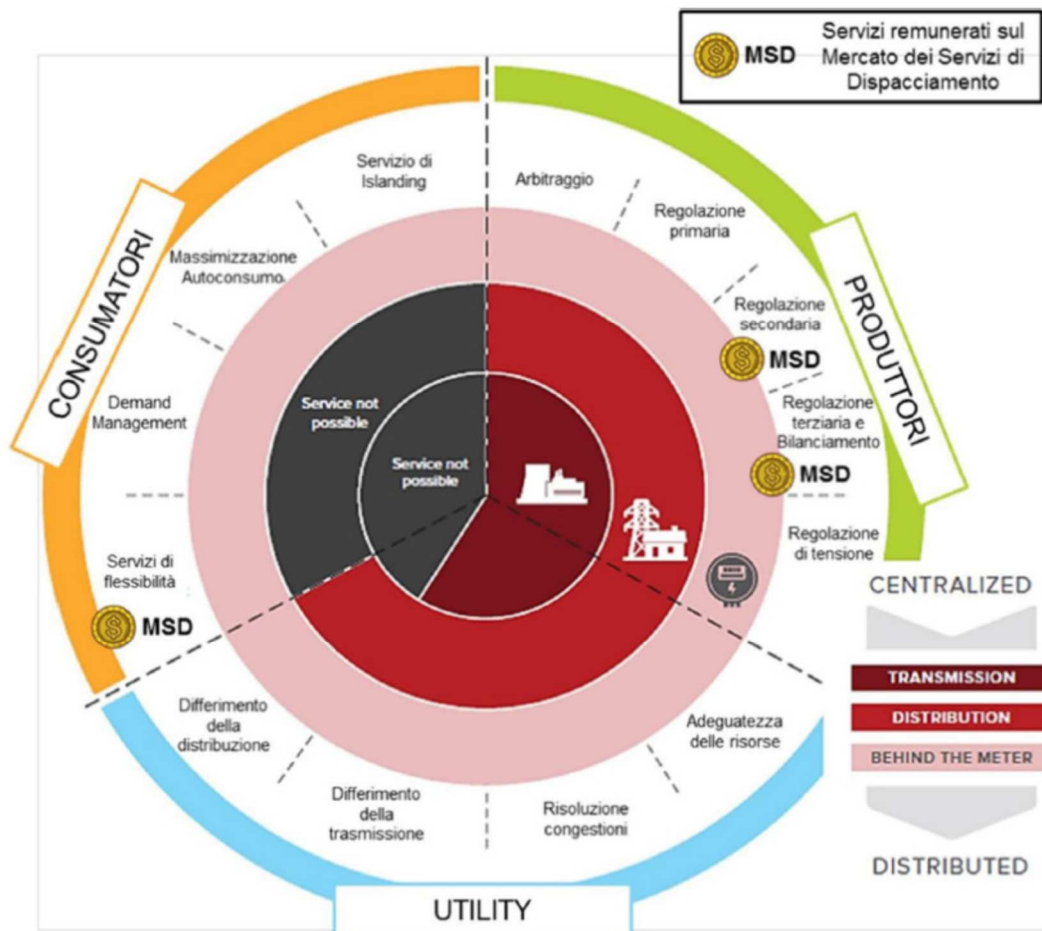 MSD
Servizi remunerati sul
Mercato dei Servizi di
Dispacciamento
CONSUMATORI
PRODUTTORI
UTILITY
Servizio di
Islanding
Arbitraggio
Regolazione
primaria
Massimizzazione
Autoconsumo
Regolazione
secondaria
MSD
Demand
Management
Regolazione
terziaria e
Bilanciamento
MSD
Service not
possible
Service not
possible
Regolazione
di tensione
Servizi di
flessibilità
MSD
Differimento
della
distribuzione
Adeguatezza
delle risorse
Differimento
della
trasmissione
Risoluzione
congestioni
CENTRALIZED
TRANSMISSION
DISTRIBUTION
BEHIND THE METER
DISTRIBUTED